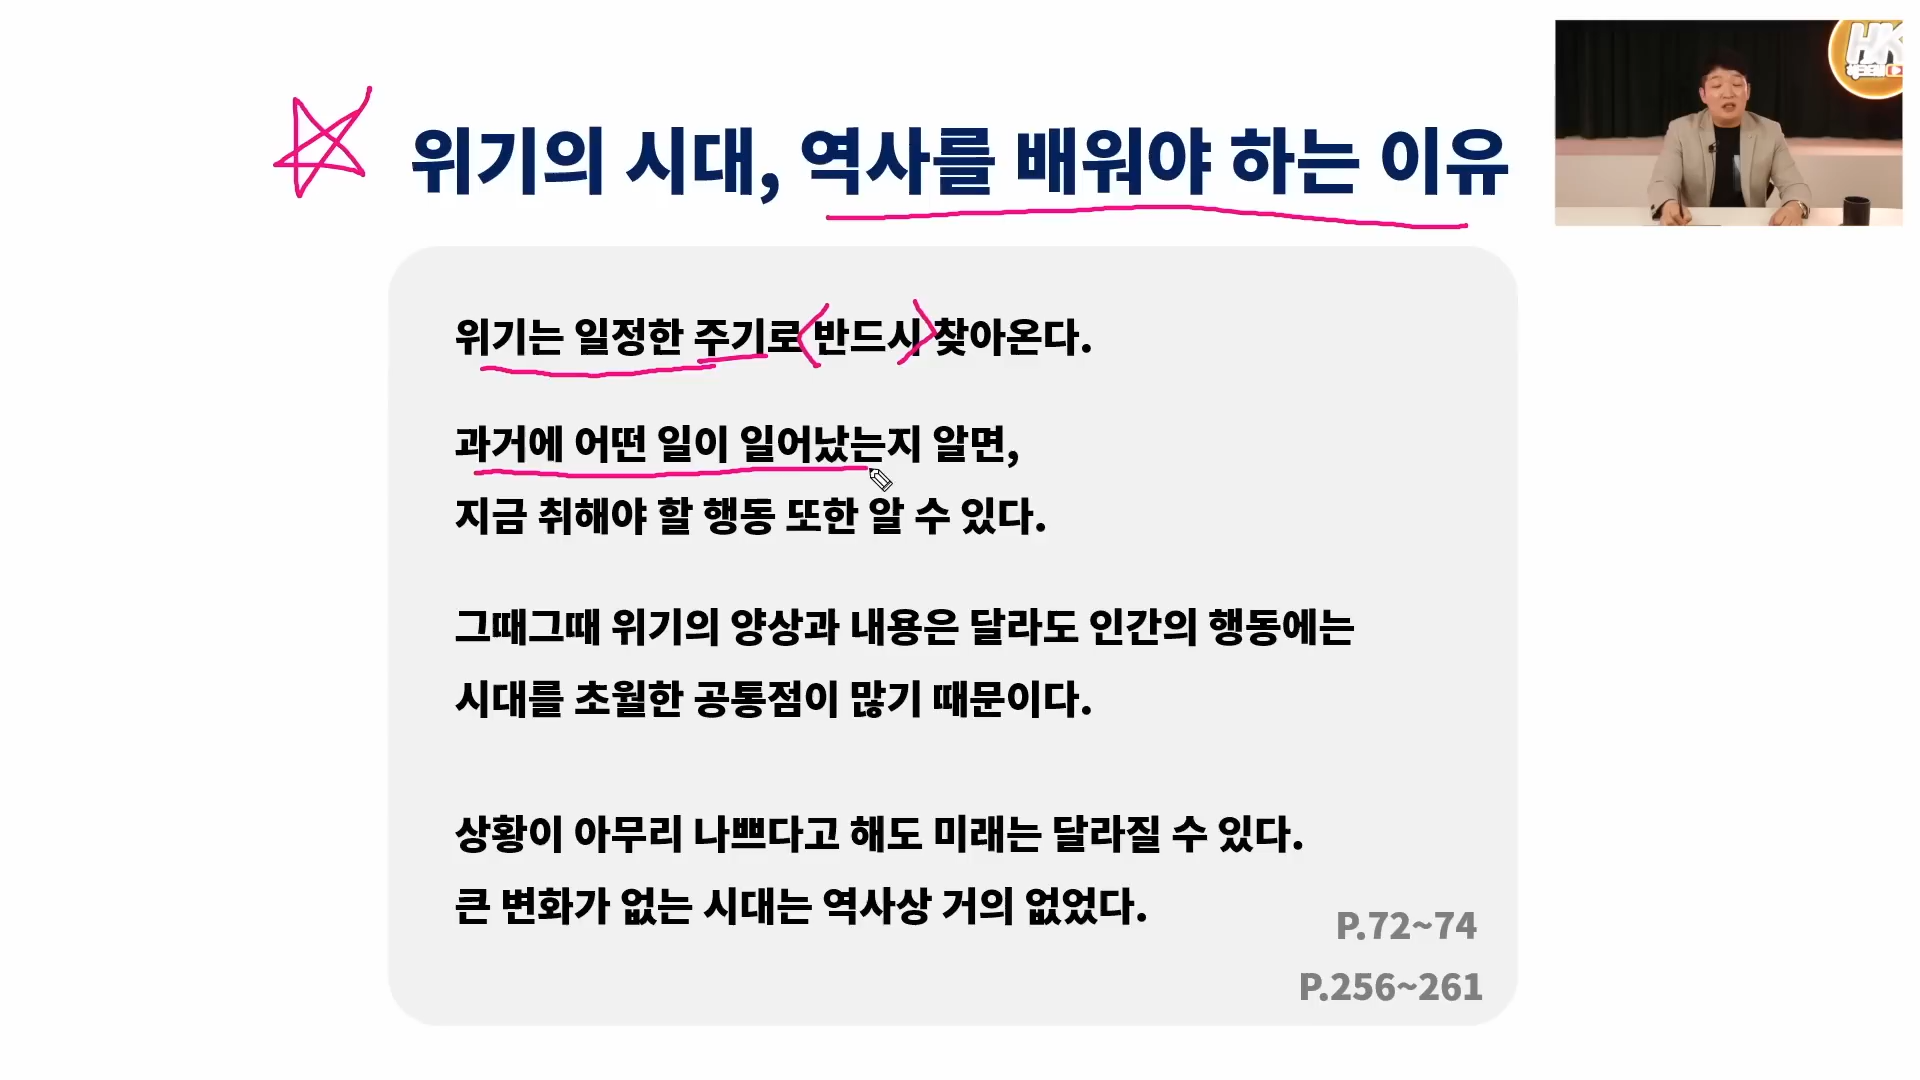 위기의 시대, 역사를 배워야 하는 이유
위기는 일정한 주기로 반드시 찾아온다.
과거에 어떤 일이 일어났는지 알면,
지금 취해야 할 행동 또한 알 수 있다.
그때그때 위기의 양상과 내용은 달라도 인간의 행동에는
시대를 초월한 공통점이 많기 때문이다.
상황이 아무리 나쁘다고 해도 미래는 달라질 수 있다.
큰 변화가 없는 시대는 역사상 거의 없었다.
P.72~74
P.256~261
HK